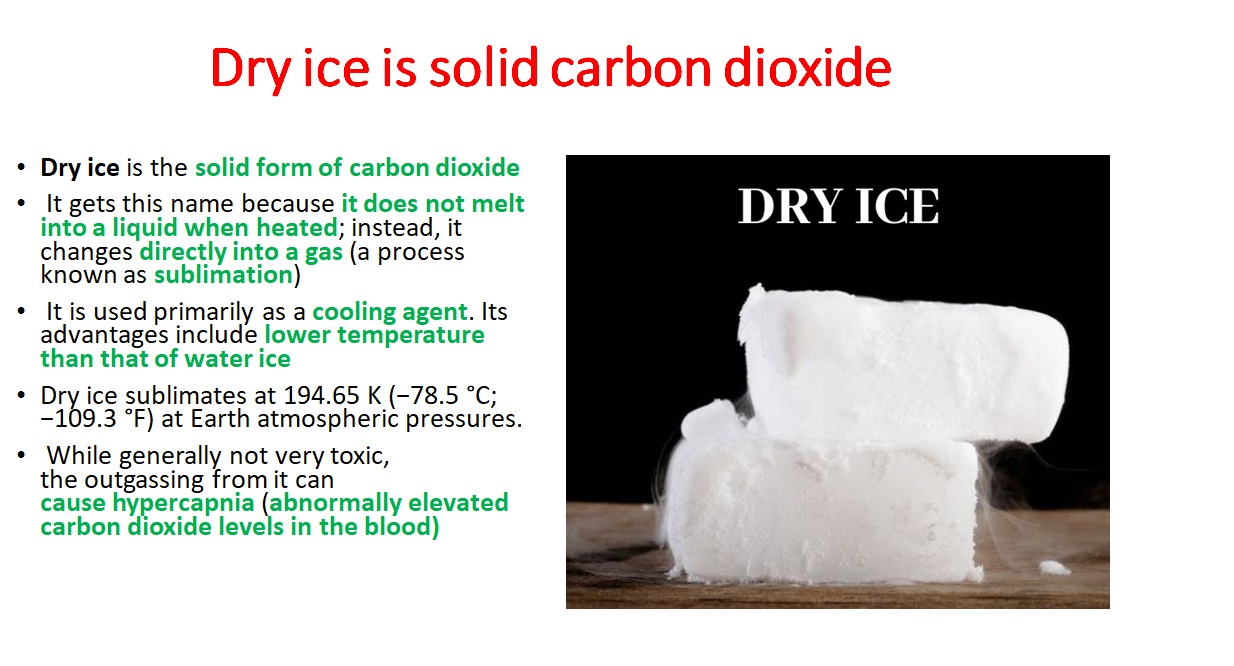 Dry ice is solid carbon dioxide
• Dry ice is the solid form of carbon dioxide
• It gets this name because it does not melt
into a liquid when heated; instead, it
changes directly into a gas (a process
known as sublimation)
• It is used primarily as a cooling agent. Its
advantages include lower temperature
than that of water ice
• Dry ice sublimates at 194.65 K (−78.5 °C;
−109.3 °F) at Earth atmospheric pressures.
• While generally not very toxic,
the outgassing from it can
cause hypercapnia (abnormally elevated
carbon dioxide levels in the blood)
DRY ICE